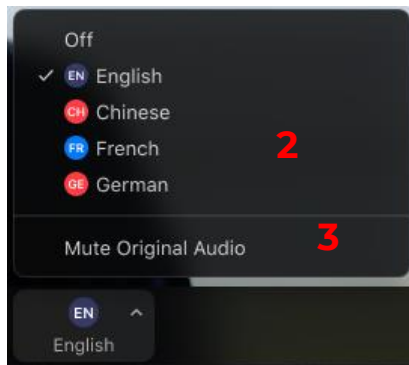 Off
✓ EN English
CH Chinese
FR French 2
GE German
Mute Original Audio 3
EN
English